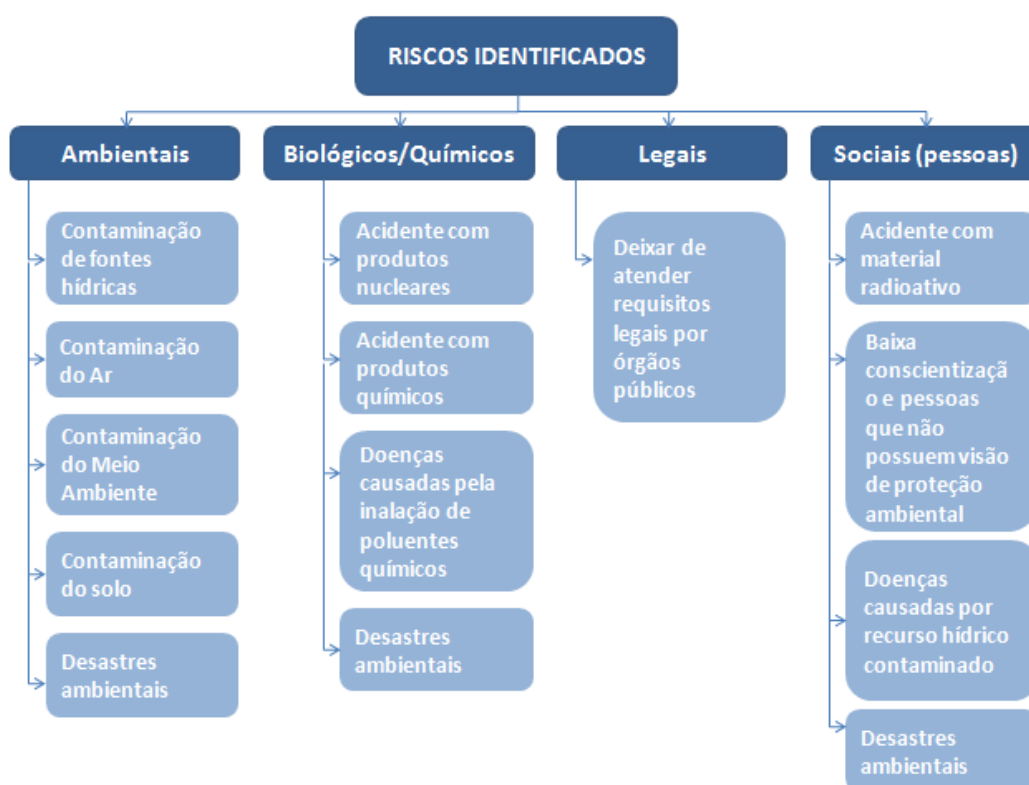 RISCOS IDENTIFICADOS
Ambientais
Contaminação
de fontes
hídricas
Contaminação
do Ar
Contaminação
do Meio
Ambiente
Contaminação
do solo
Desastres
ambientais
Biológicos/Químicos
Acidente com
produtos
nucleares
Acidente com
produtos
químicos
Doenças
causadas pela
inalação de
poluentes
químicos
Desastres
ambientais
Legais
Deixar de
atender
requisitos
legais por
órgãos
públicos
Sociais (pessoas)
Acidente com
material
radioativo
Baixa
conscientizaçã
o e pessoas
que não
possuem visão
de proteção
ambiental
Doenças
causadas por
recurso hídrico
contaminado
Desastres
ambientais